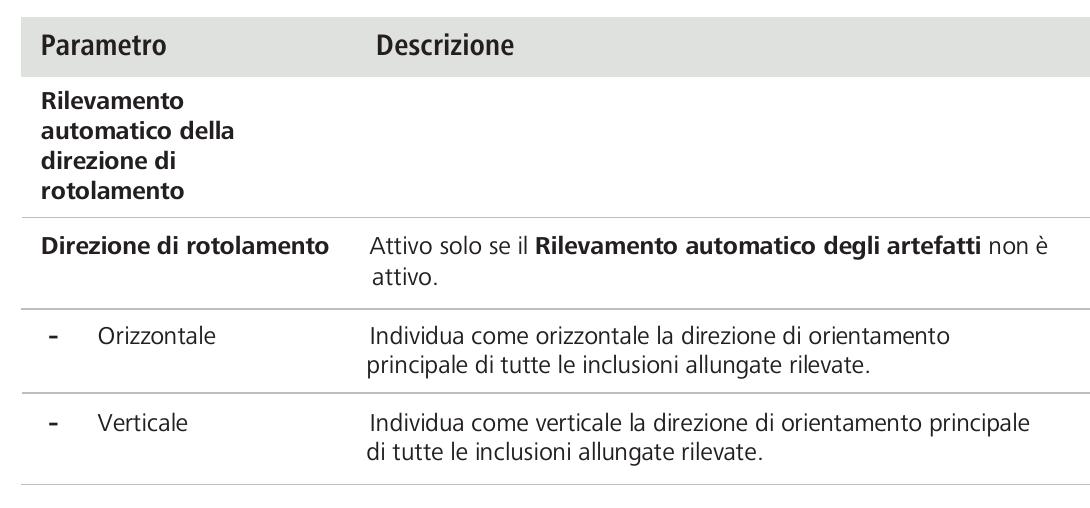 Parametro Descrizione
Rilevamento
automatico della
direzione di
rotolamento
Direzione di rotolamento Attivo solo se il Rilevamento automatico degli artefatti non è
attivo.
- Orizzontale Individua come orizzontale la direzione di orientamento
principale di tutte le inclusioni allungate rilevate.
- Verticale Individua come verticale la direzione di orientamento principale
di tutte le inclusioni allungate rilevate.